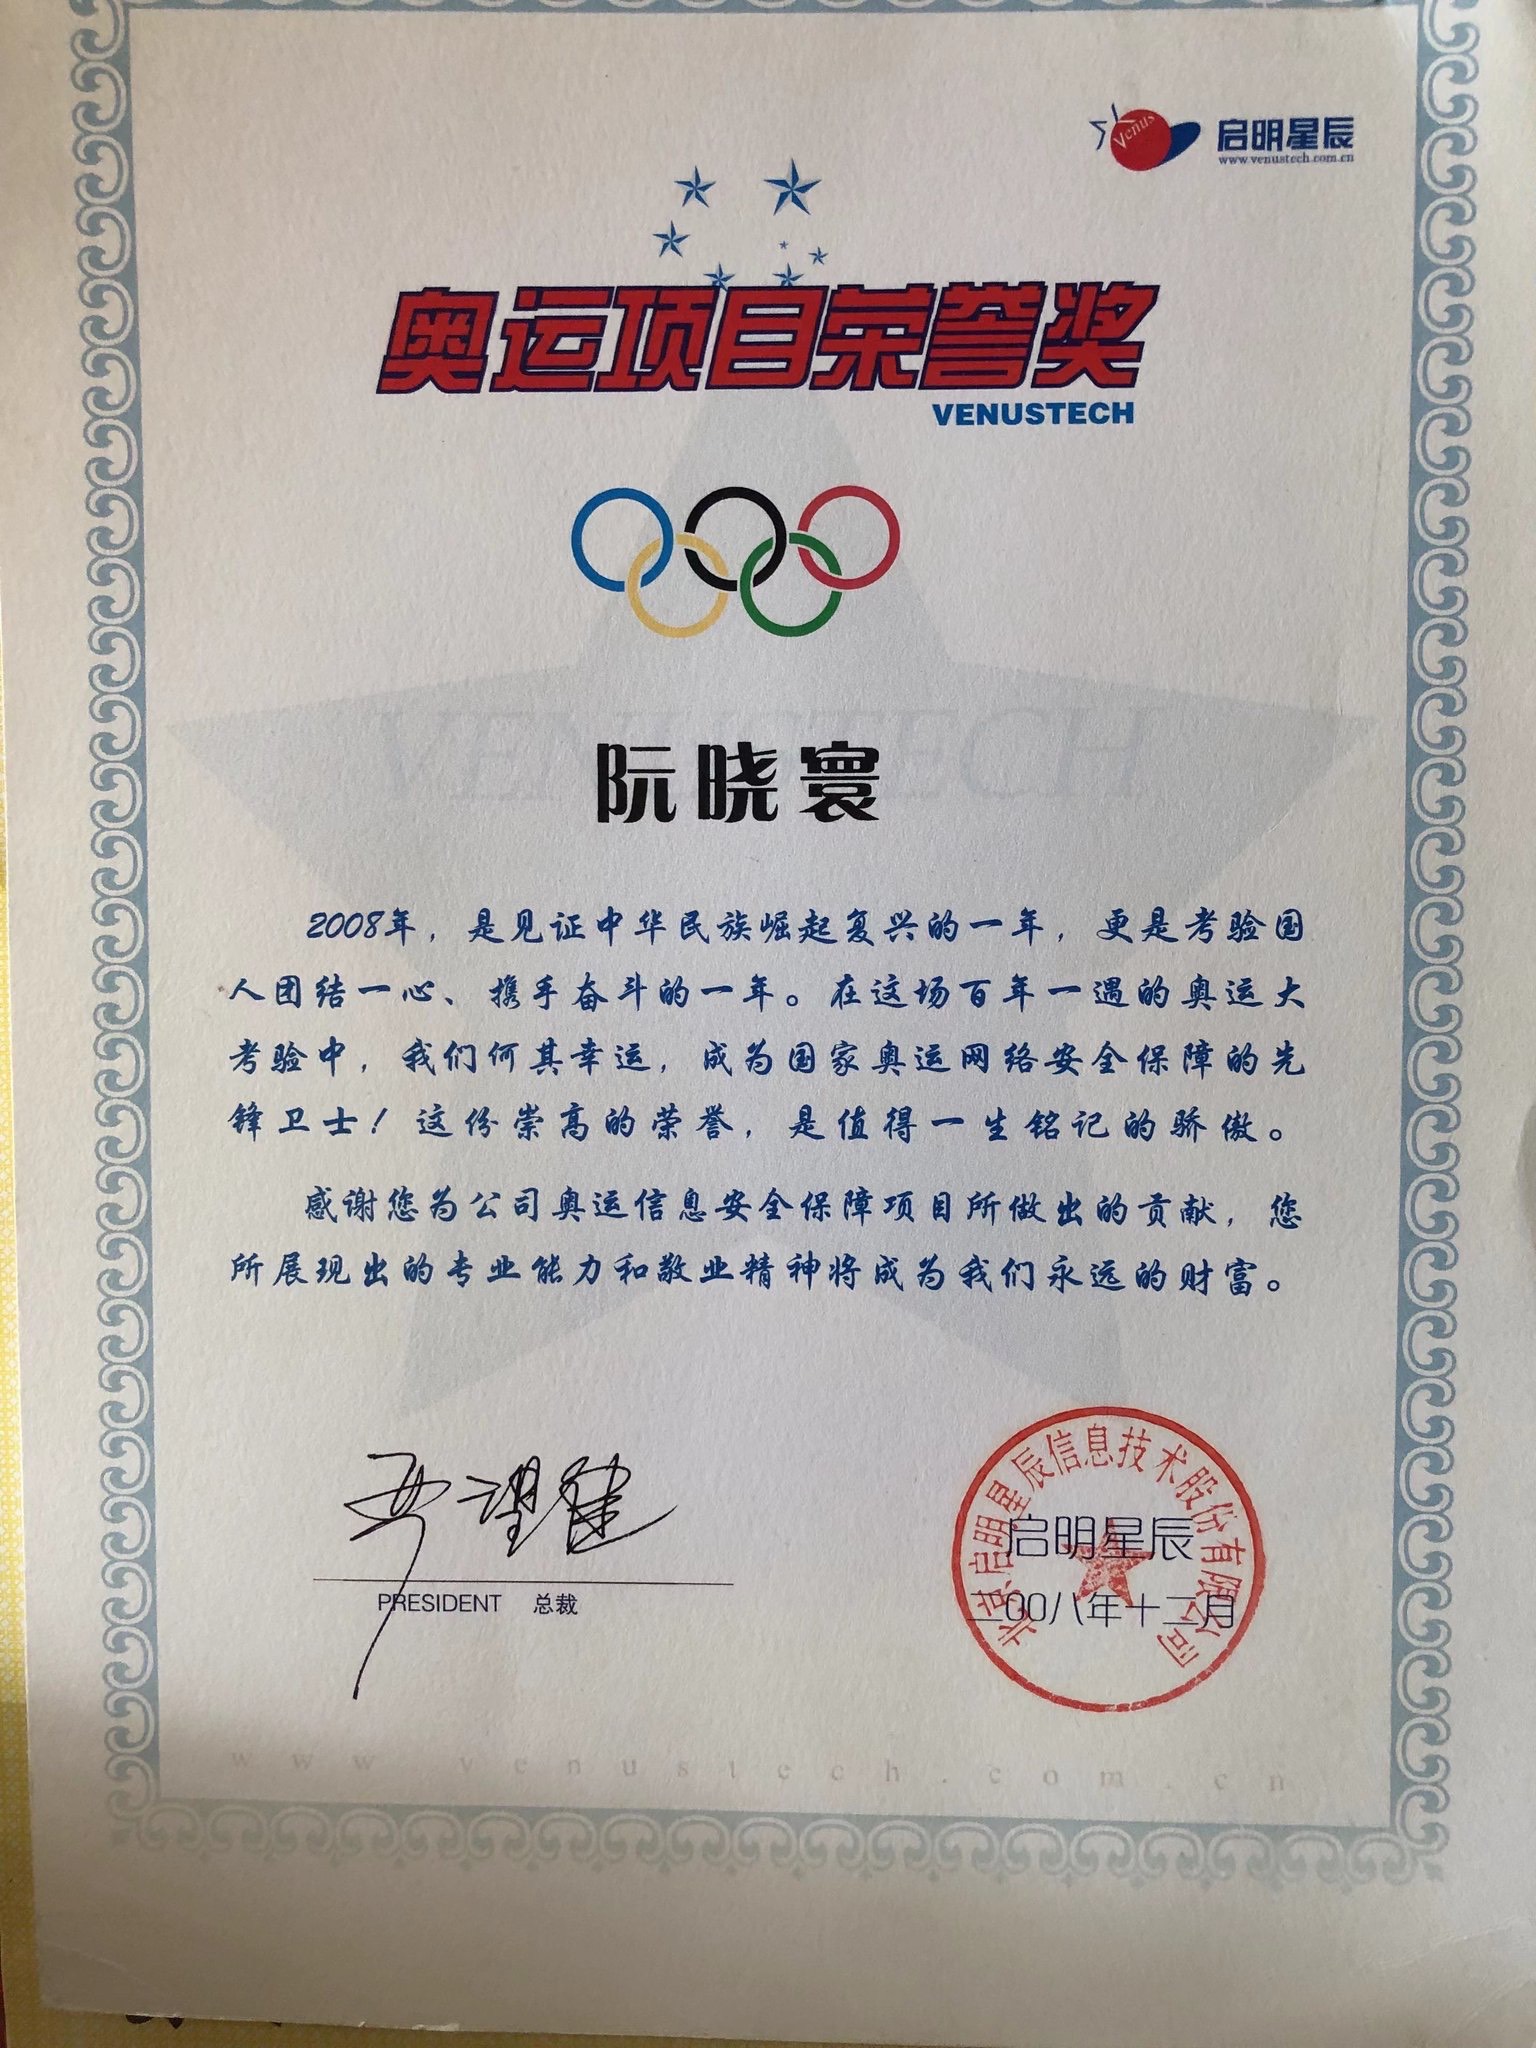 Venus
启明星辰
www.venustech.com.cn
奥运项目荣誉奖
VENUSTECH
VENUSTECH
阮晓寰
2008年，是见证中华民族崛起复兴的一年，更是考验国
人团结一心、携手奋斗的一年。在这场百年一遇的奥运大
考验中，我们何其幸运，成为国家奥运网络安全保障的先
锋卫士！这份崇高的荣誉，是值得一生铭记的骄傲。
感谢您为公司奥运信息安全保障项目所做出的贡献，您
所展现出的专业能力和敬业精神将成为我们永远的财富。
PRESIDENT 总裁
北京启明星辰信息技术股份有限公司
启明星辰
二00八年十二月
www.venustech.com.cn